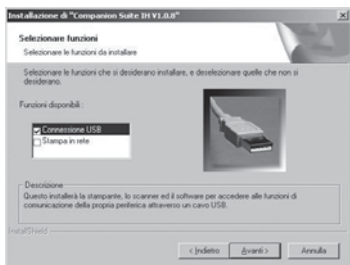 Installazione di "Companion Suite IH V1.0.8"
Selezionare funzioni
Selezionare le funzioni da installare
Selezionare le funzioni che si desiderano installare, e deselezionare quelle che non si
desiderano.
Funzioni disponibili:
Connessione USB
Stampa in rete
Descrizione
Questo installerà la stampante, lo scanner ed il software per accedere alle funzioni di
comunicazione della propria periferica attraverso un cavo USB.
InstallShield
< Indietro
Avanti >
Annulla